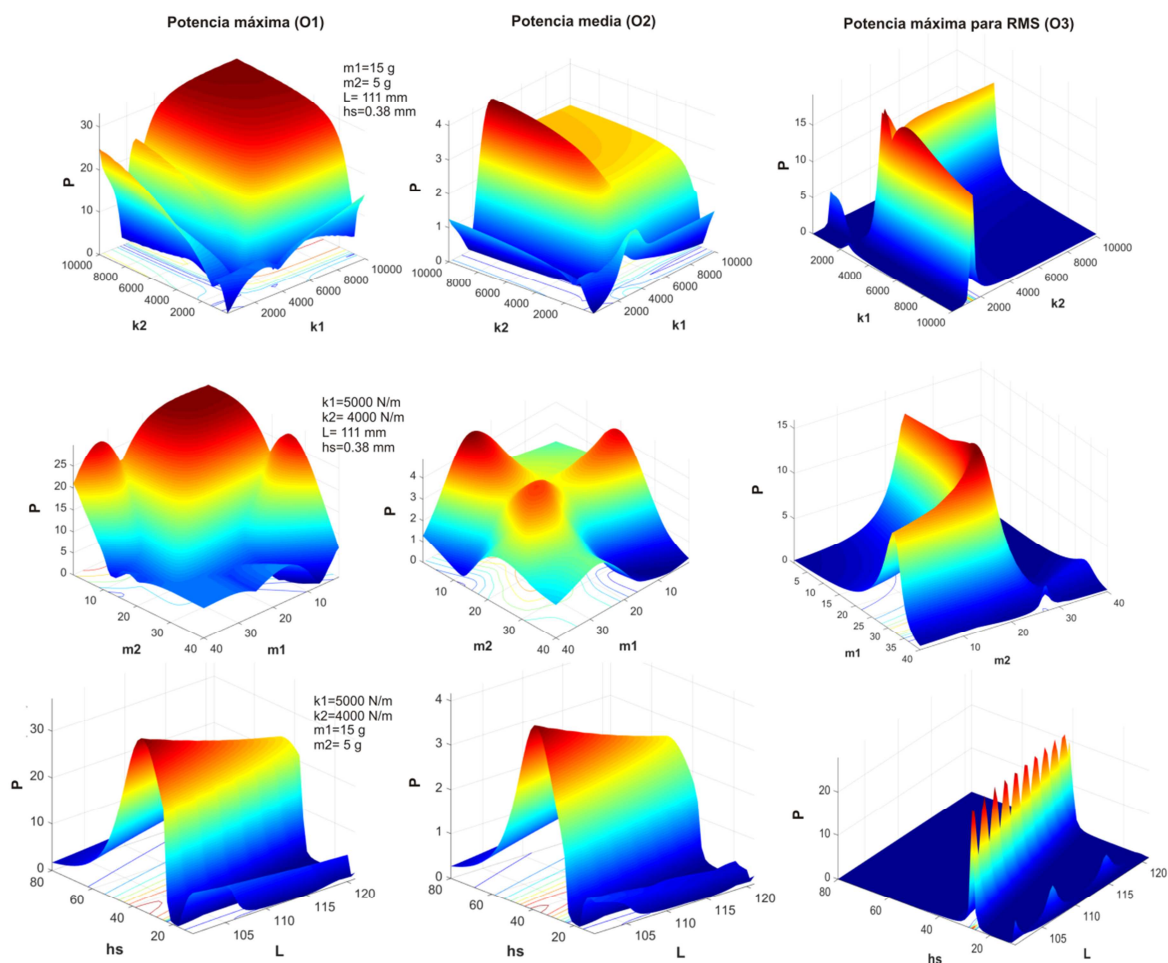 Potencia máxima (O1)
Potencia media (O2)
Potencia máxima para RMS (O3)
m1=15 g
m2= 5 g
L= 111 mm
hs=0.38 mm
P
30
20
10
0
10000
8000
6000
4000
2000
k2
2000
4000
6000
8000
10000
k1
P
4
3
2
1
0
10000
8000
6000
4000
2000
k2
2000
4000
6000
8000
10000
k1
P
15
10
5
0
2000
4000
6000
8000
10000
k1
2000
4000
6000
8000
10000
k2
k1=5000 N/m
k2= 4000 N/m
L= 111 mm
hs=0.38 mm
P
25
20
15
10
5
0
10
20
30
40
m2
40
30
20
10
m1
P
4
3
2
1
0
10
20
30
40
m2
40
30
20
10
m1
P
15
10
5
0
5
10
15
20
25
30
35
40
m1
10
20
30
40
m2
k1=5000 N/m
k2=4000 N/m
m1=15 g
m2= 5 g
P
30
20
10
0
80
60
40
20
hs
105
110
115
120
L
P
4
3
2
1
0
80
60
40
20
hs
105
110
115
120
L
P
20
10
0
80
60
40
20
hs
105
110
115
120
L